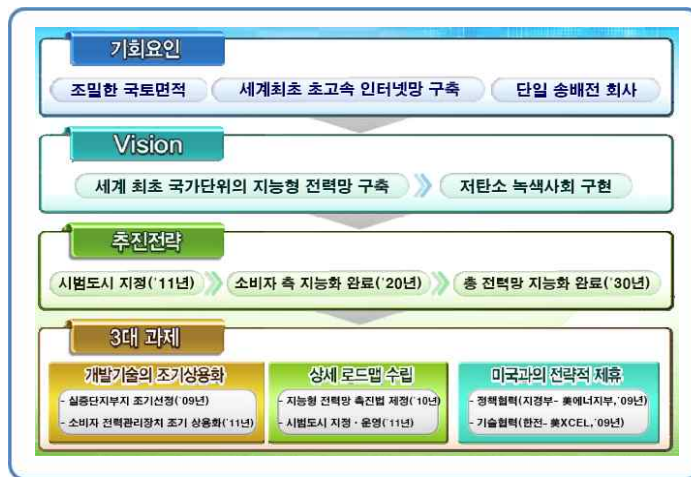 기회요인
조밀한 국토면적 세계최초 초고속 인터넷망 구축 단일 송배전 회사
Vision
세계 최초 국가단위의 지능형 전력망 구축 저탄소 녹색사회 구현
추진전략
시범도시 지정('11년) 소비자 측 지능화 완료('20년) 총 전력망 지능화 완료('30년)
3대 과제
개발기술의 조기상용화
- 실증단지부지 조기선정('09년)
- 소비자 전력관리장치 조기 상용화('11년)
상세 로드맵 수립
- 지능형 전력망 촉진법 제정('10년)
- 시범도시 지정·운영('11년)
미국과의 전략적 제휴
- 정책협력(지경부- 美에너지부,'09년)
- 기술협력(한전- 美XCEL,'09년)